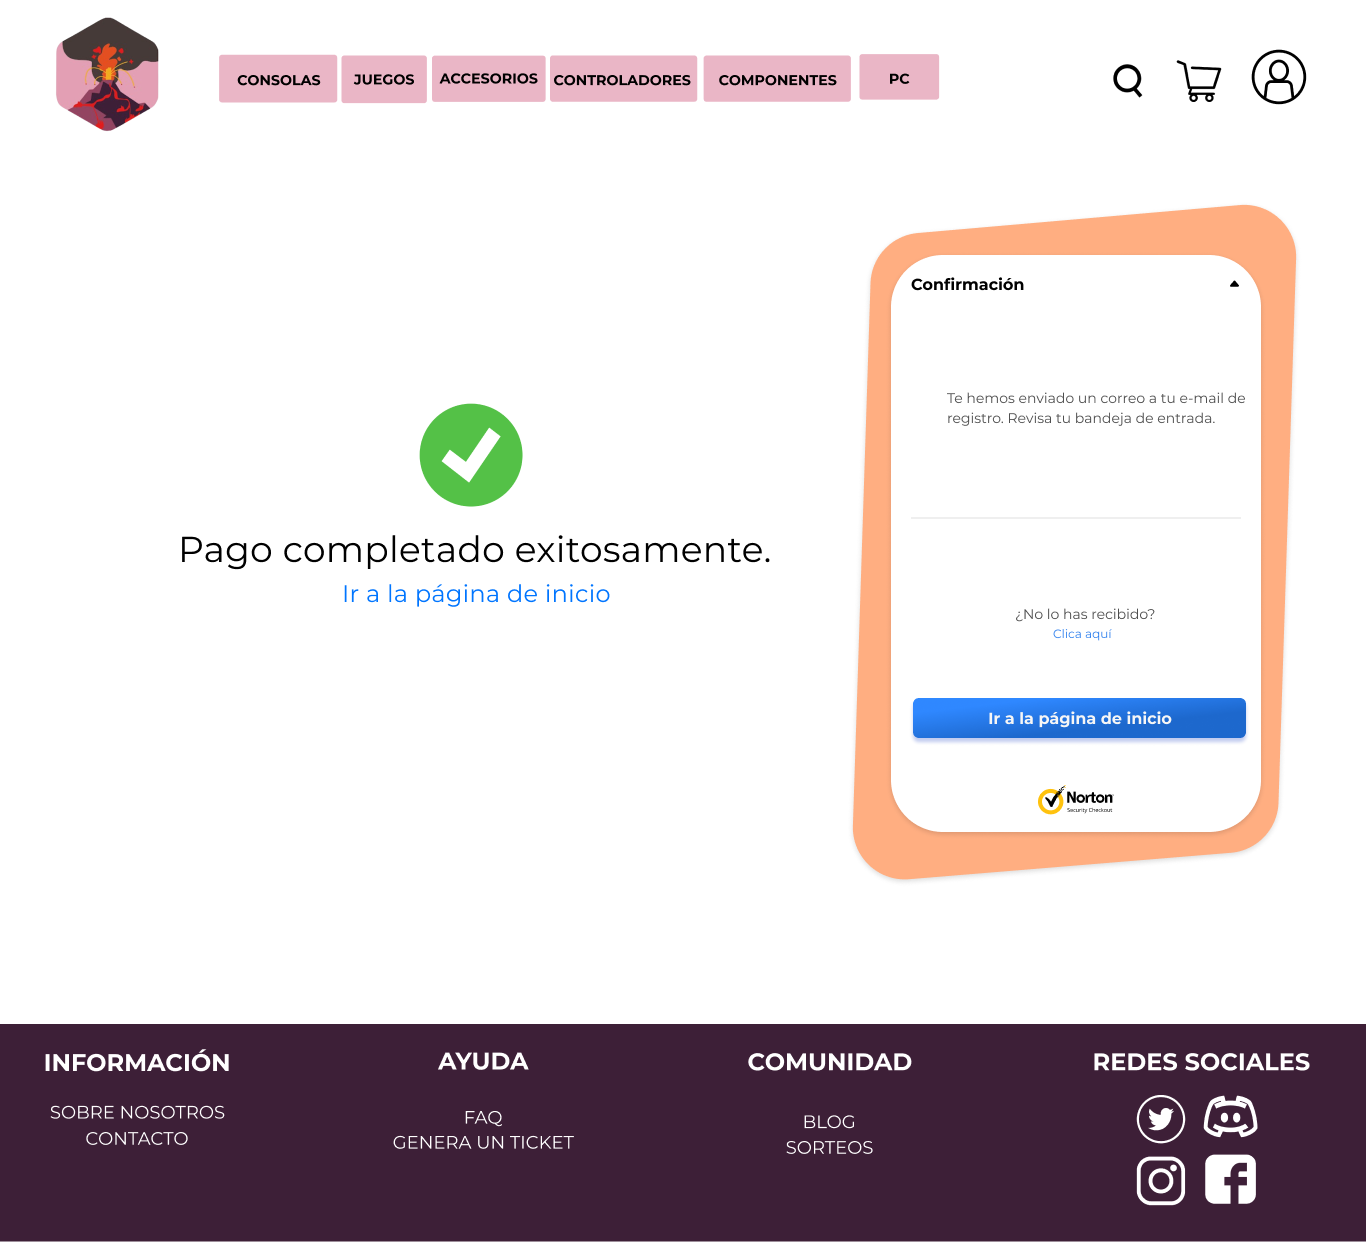 CONSOLAS
JUEGOS
ACCESORIOS
CONTROLADORES
COMPONENTES
PC
Pago completado exitosamente.
Ir a la página de inicio
Confirmación
Te hemos enviado un correo a tu e-mail de
registro. Revisa tu bandeja de entrada.
¿No lo has recibido?
Clica aquí
Ir a la página de inicio
Norton
Security Checkout
INFORMACIÓN
SOBRE NOSOTROS
CONTACTO
AYUDA
FAQ
GENERA UN TICKET
COMUNIDAD
BLOG
SORTEOS
REDES SOCIALES